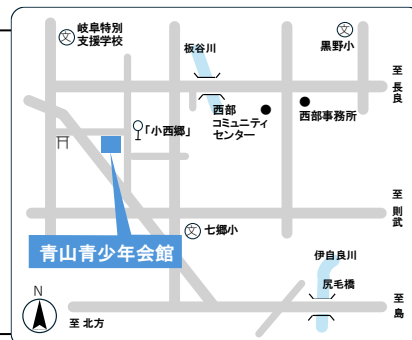 岐阜特別
支援学校
板谷川
黒野小
至
長
良
西部
コミュニティ
センター
西部事務所
「小西郷」
至
則
武
七郷小
青山青少年会館
伊自良川
尻毛橋
N
至 北方
至
島
文
文
文